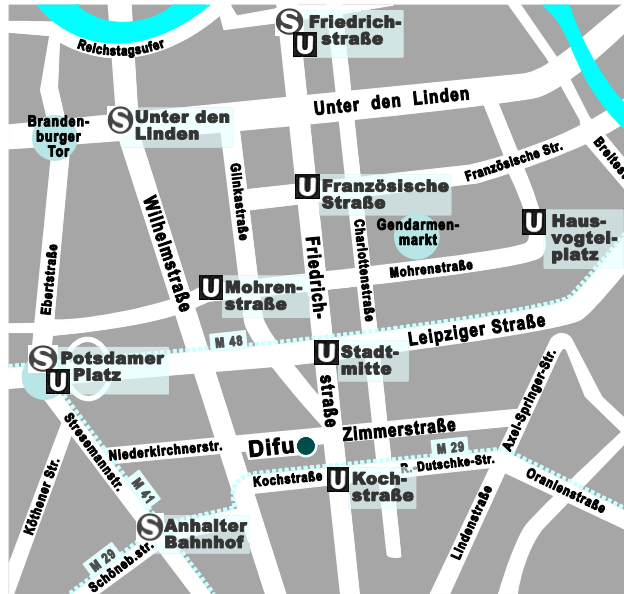 S Friedrich-
U straße
Reichstagsufer
Unter den Linden
Branden-
burger
Tor
S Unter den
Linden
Französische Str.
Breitest
Glinkastraße
U Französische
Straße
Wilhelmstraße
Gendarmen-
markt
U Haus-
vogtei-
platz
Charlottenstraße
Friedrich-
straße
Ebertstraße
Mohrenstraße
U Mohren-
straße
M 48
Leipziger Straße
S Potsdamer
U Platz
U Stadt-
mitte
Axel-Springer-Str.
Stresemannstr.
Zimmerstraße
Niederkirchnerstr.
Difu
M 29
Kochstraße
R. Dutschke-Str.
U Koch-
straße
Oranienstraße
Köthener Str.
M 41
Lindenstraße
S Anhalter
Bahnhof
M 29
Schöneb.str.